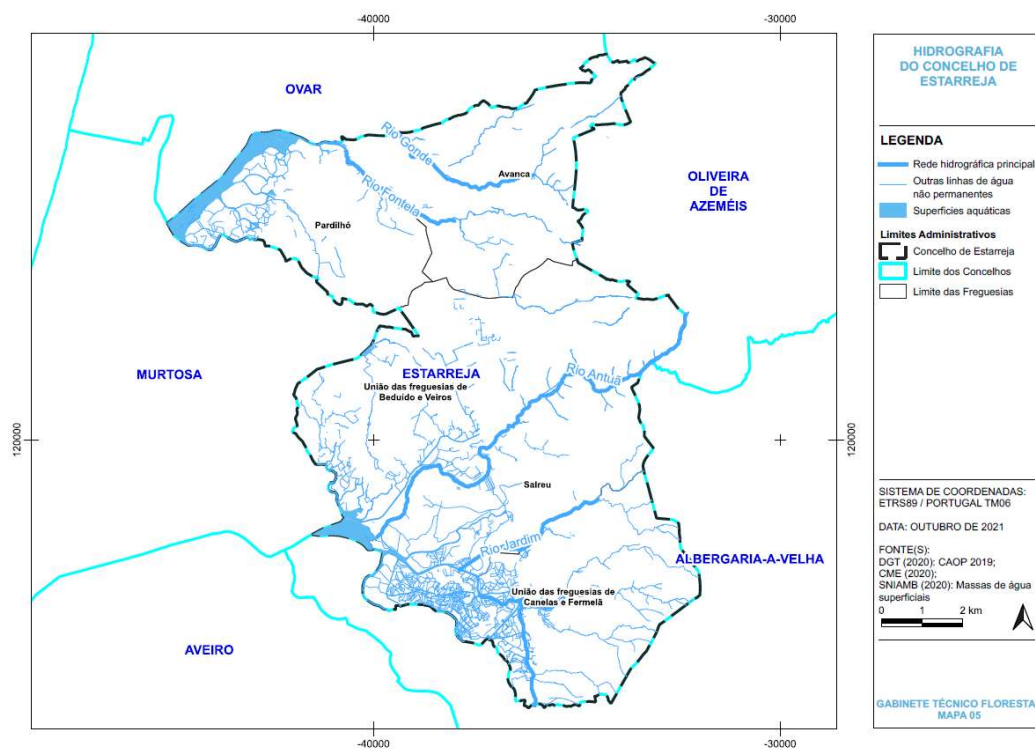 -40000
-30000
OVAR
Rio Gonde
Avanca
Rio Fontela
OLIVEIRA
DE
AZEMÉIS
Pardilhó
MURTOSA
ESTARREJA
União das freguesias de
Beduído e Veiros
Rio Antuã
120000
120000
Salreu
Rio Jardim
ALBERGARIA-A-VELHA
União das freguesias de
Canelas e Fermelã
AVEIRO
-40000
-30000
HIDROGRAFIA
DO CONCELHO DE
ESTARREJA
LEGENDA
Rede hidrográfica principal
Outras linhas de água
não permanentes
Superfícies aquáticas
Limites Administrativos
Concelho de Estarreja
Limite dos Concelhos
Limite das Freguesias
SISTEMA DE COORDENADAS:
ETRS89 / PORTUGAL TM06
DATA: OUTUBRO DE 2021
FONTE(S):
DGT (2020): CAOP 2019;
CME (2020);
SNIAMB (2020): Massas de água
superficiais
0 1 2 km
GABINETE TÉCNICO FLORESTA
MAPA 05